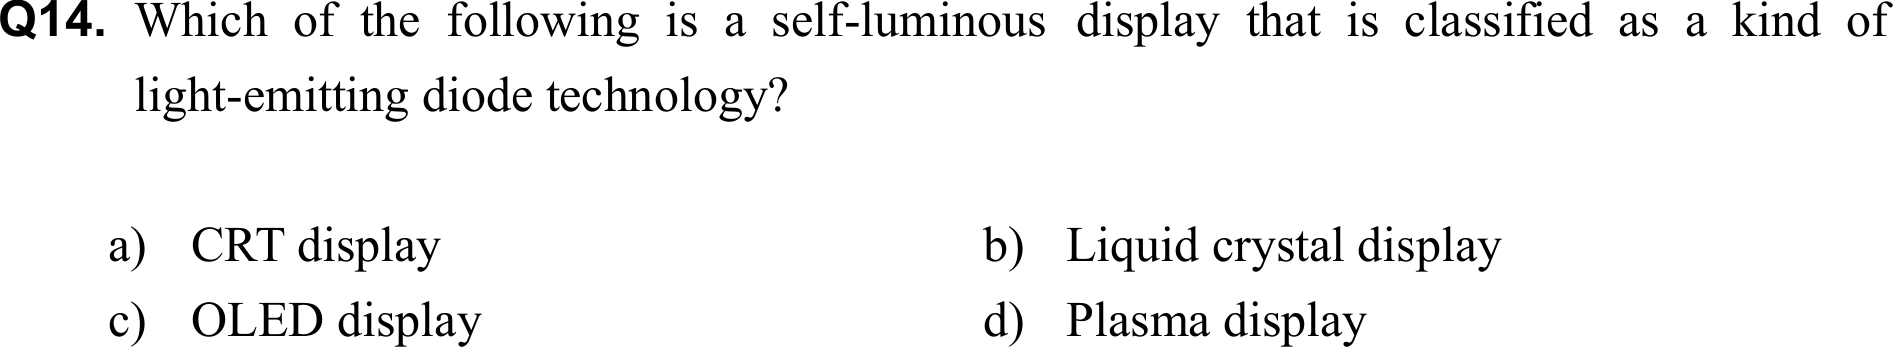 Q14. Which of the following is a self-luminous display that is classified as a kind of
light-emitting diode technology?
a) CRT display b) Liquid crystal display
c) OLED display d) Plasma display